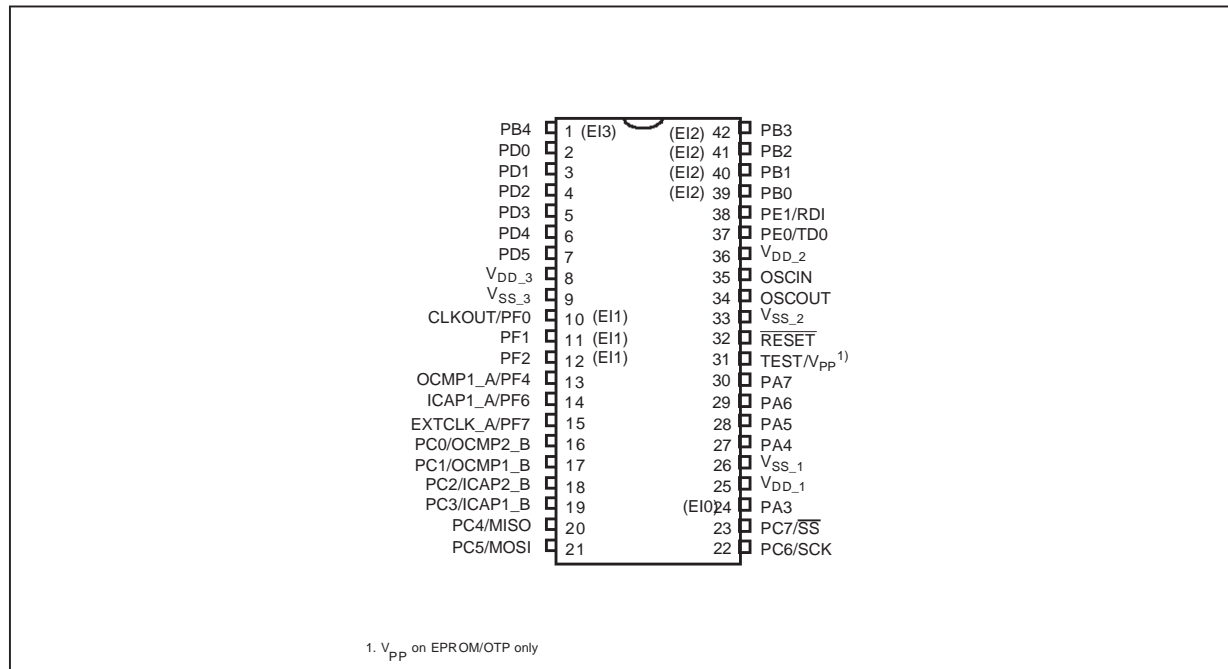 PB4 1 (EI3) (EI2) 42 PB3
PD0 2 (EI2) 41 PB2
PD1 3 (EI2) 40 PB1
PD2 4 (EI2) 39 PB0
PD3 5 38 PE1/RDI
PD4 6 37 PE0/TD0
PD5 7 36 VDD_2
VDD_3 8 35 OSCIN
VSS_3 9 34 OSCOUT
CLKOUT/PF0 10 (EI1) 33 VSS_2
PF1 11 (EI1) 32 RESET
PF2 12 (EI1) 31 TEST/VPP1)
OCMP1_A/PF4 13 30 PA7
ICAP1_A/PF6 14 29 PA6
EXTCLK_A/PF7 15 28 PA5
PC0/OCMP2_B 16 27 PA4
PC1/OCMP1_B 17 26 VSS_1
PC2/ICAP2_B 18 25 VDD_1
PC3/ICAP1_B 19 (EI0) 24 PA3
PC4/MISO 20 23 PC7/SS
PC5/MOSI 21 22 PC6/SCK
1. VPP on EPROM/OTP only